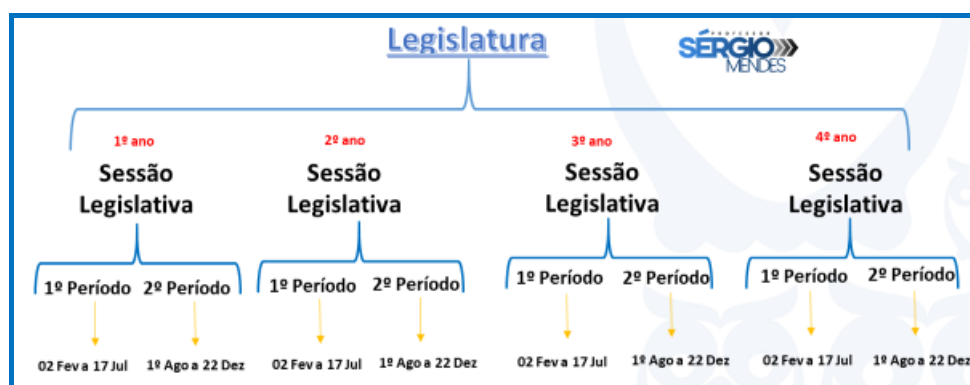 Legislatura
PROFESSOR
SÉRGIO
MENDES
1º ano 2º ano 3º ano 4º ano
Sessão Sessão Sessão Sessão
Legislativa Legislativa Legislativa Legislativa
1º Período 2º Período 1º Período 2º Período 1º Período 2º Período 1º Período 2º Período
02 Fev a 17 Jul 1º Ago a 22 Dez 02 Fev a 17 Jul 1º Ago a 22 Dez 02 Fev a 17 Jul 1º Ago a 22 Dez 02 Fev a 17 Jul 1º Ago a 22 Dez